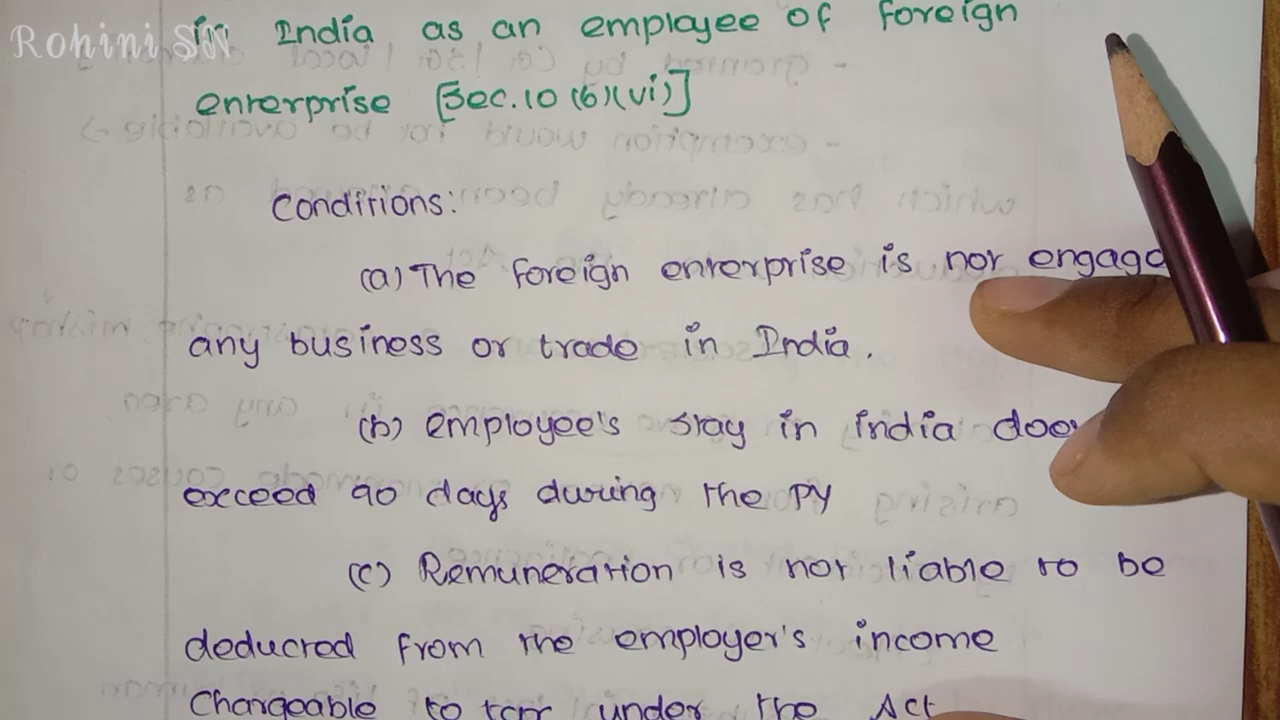 Rohini SN
in India as an employee of foreign
enterprise [Sec.10 (6)(vi)]
Conditions:
(a) The foreign enterprise is not engage
any business or trade in India.
(b) employee's stay in india doe
exceed 90 days during the PY
(c) Remuneration is not liable to be
deducted from the employer's income
Chargeable to tax under the Act